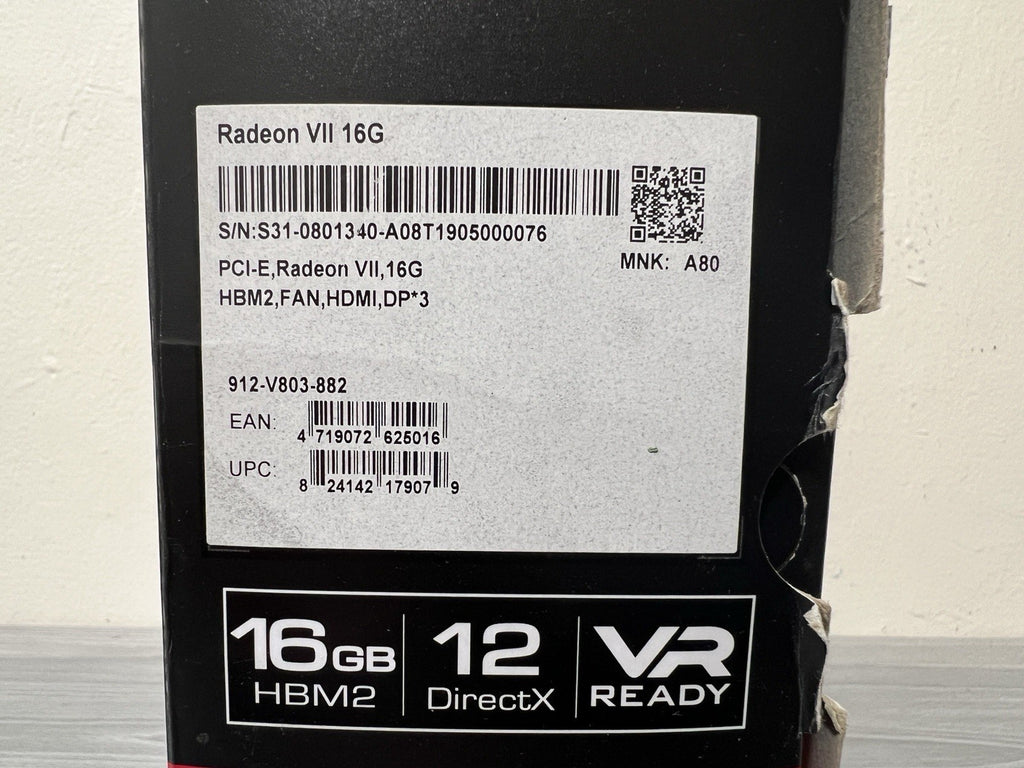 Radeon VII 16G
S/N:S31-0801340-A08T1905000076
MNK: A80
PCI-E,Radeon VII,16G
HBM2,FAN,HDMI,DP*3
912-V803-882
EAN:
4 719072 625016
UPC:
8 24142 17907 9
16GB
HBM2
12
DirectX
VR
READY